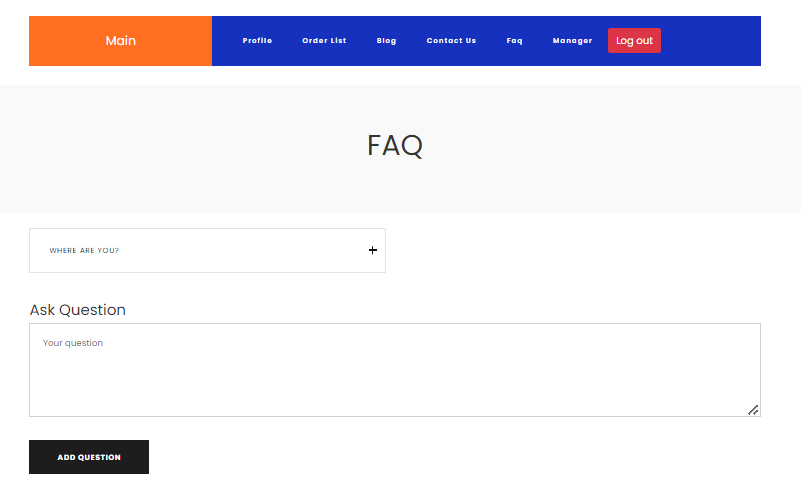 Main Profile Order List Blog Contact Us Faq Manager Log out
FAQ
WHERE ARE YOU?
Ask Question
Your question
ADD QUESTION